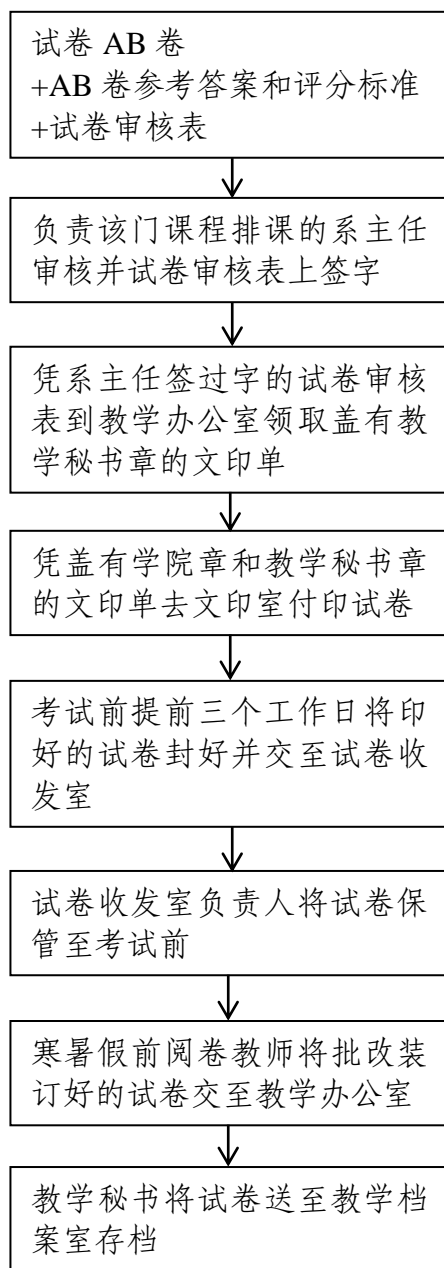 试卷 AB 卷
+AB 卷参考答案和评分标准
+试卷审核表
负责该门课程排课的系主任
审核并试卷审核表上签字
凭系主任签过字的试卷审核
表到教学办公室领取盖有教
学秘书章的文印单
凭盖有学院章和教学秘书章
的文印单去文印室付印试卷
考试前提前三个工作日将印
好的试卷封好并交至试卷收
发室
试卷收发室负责人将试卷保
管至考试前
寒暑假前阅卷教师将批改装
订好的试卷交至教学办公室
教学秘书将试卷送至教学档
案室存档